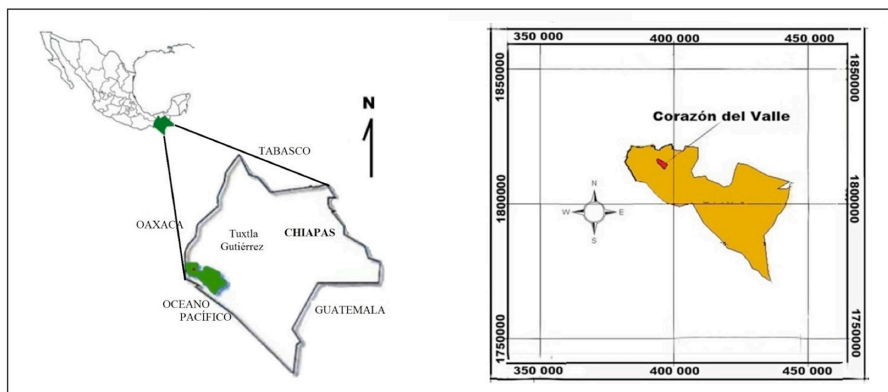 N
TABASCO
OAXACA
Tuxtla
Gutiérrez
CHIAPAS
OCEANO
PACÍFICO
GUATEMALA
350 000
400 000
450 000
1850000
1850000
Corazón del Valle
N
W
E
S
1800000
1800000
1750000
1750000
350 000
400 000
450 000